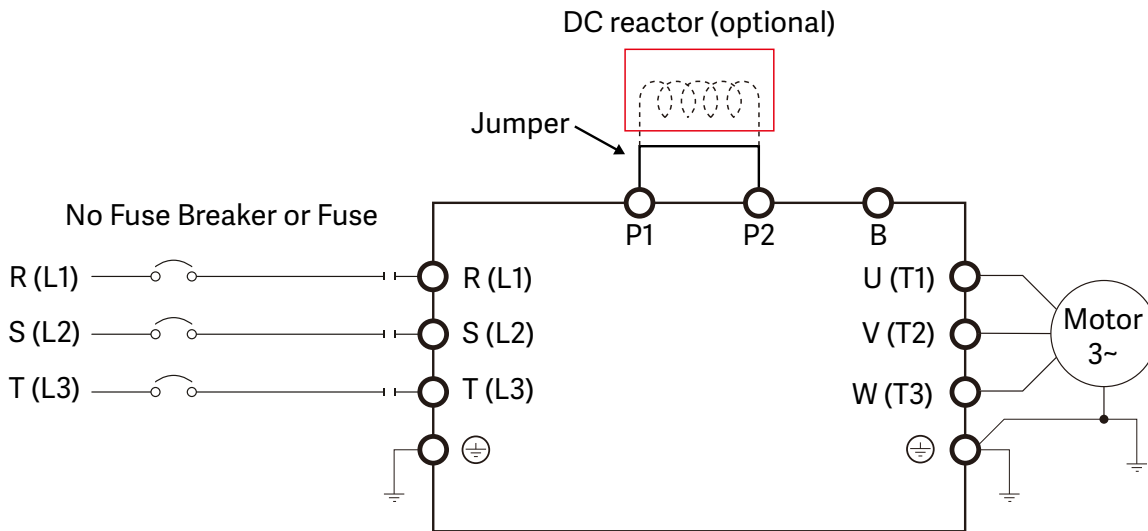 DC reactor (optional)
Jumper
No Fuse Breaker or Fuse
P1
P2
B
R (L1)
R (L1)
U (T1)
S (L2)
S (L2)
V (T2)
Motor
3~
T (L3)
T (L3)
W (T3)